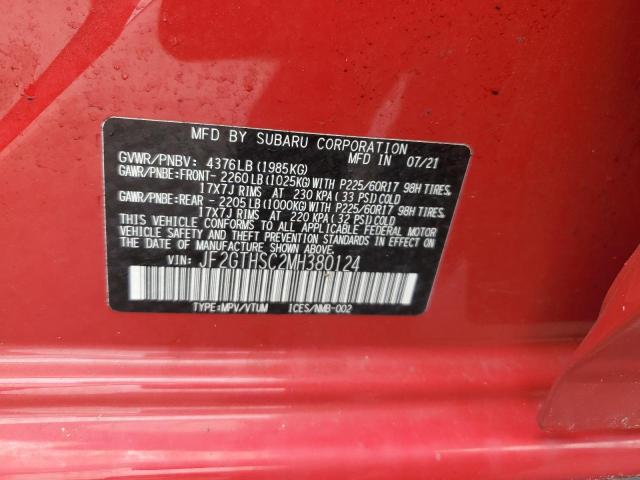 MFD BY SUBARU CORPORATION
MFD IN 07/21
GVWR/PNBV: 4376LB(1985KG)
GAWR/PNBE:FRONT- 2260LB(1025KG)WITH P225/60R17 98H TIRES,
17X7J RIMS AT 230 KPA(33 PSI)COLD
GAWR/PNBE:REAR - 2205LB(1000KG)WITH P225/60R17 98H TIRES,
17X7J RIMS AT 220 KPA(32 PSI)COLD
THIS VEHICLE CONFORMS TO ALL APPLICABLE FEDERAL MOTOR
VEHICLE SAFETY AND THEFT PREVENTION STANDARDS IN EFFECT
ON THE DATE OF MANUFACTURE SHOWN ABOVE.
VIN: JF2GTHSC2MH380124
TYPE:MPV/VTUM ICES/NMB-002